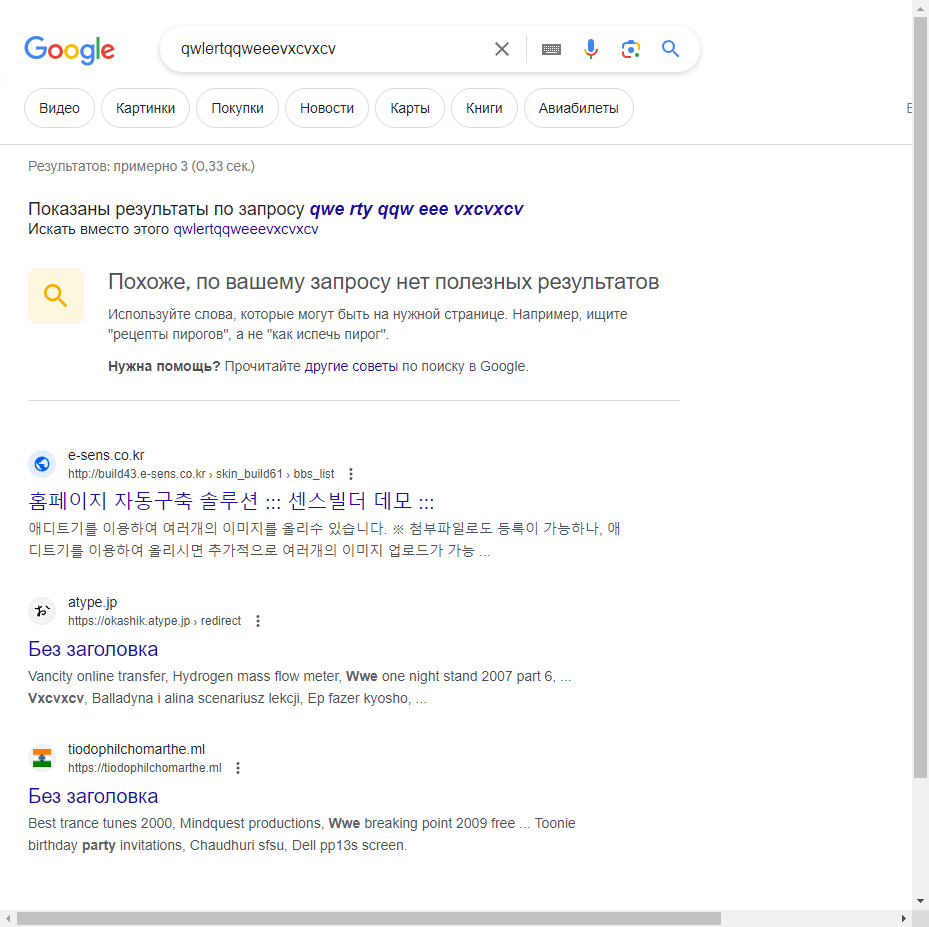 Google
qwlertqqweeevxcvxcv
Видео Картинки Покупки Новости Карты Книги Авиабилеты
Результатов: примерно 3 (0,33 сек.)
Показаны результаты по запросу qwe rty qqw eee vxcvxcv
Искать вместо этого qwlertqqweeevxcvxcv
Похоже, по вашему запросу нет полезных результатов
Используйте слова, которые могут быть на нужной странице. Например, ищите
"рецепты пирогов", а не "как испечь пирог".
Нужна помощь? Прочитайте другие советы по поиску в Google.
e-sens.co.kr
http://build43.e-sens.co.kr › skin_build61 › bbs_list
홈페이지 자동구축 솔루션 ::: 센스빌더 데모 :::
애디트기를 이용하여 여러개의 이미지를 올리수 있습니다. ※ 첨부파일로도 등록이 가능하나, 애
디트기를 이용하여 올리시면 추가적으로 여러개의 이미지 업로드가 가능 ...
お
atype.jp
https://okashik.atype.jp › redirect
Без заголовка
Vancity online transfer, Hydrogen mass flow meter, Wwe one night stand 2007 part 6, ...
Vxcvxcv, Balladyna i alina scenariusz lekcji, Ep fazer kyosho, ...
tiodophilchomarthe.ml
https://tiodophilchomarthe.ml
Без заголовка
Best trance tunes 2000, Mindquest productions, Wwe breaking point 2009 free ... Toonie
birthday party invitations, Chaudhuri sfsu, Dell pp13s screen.